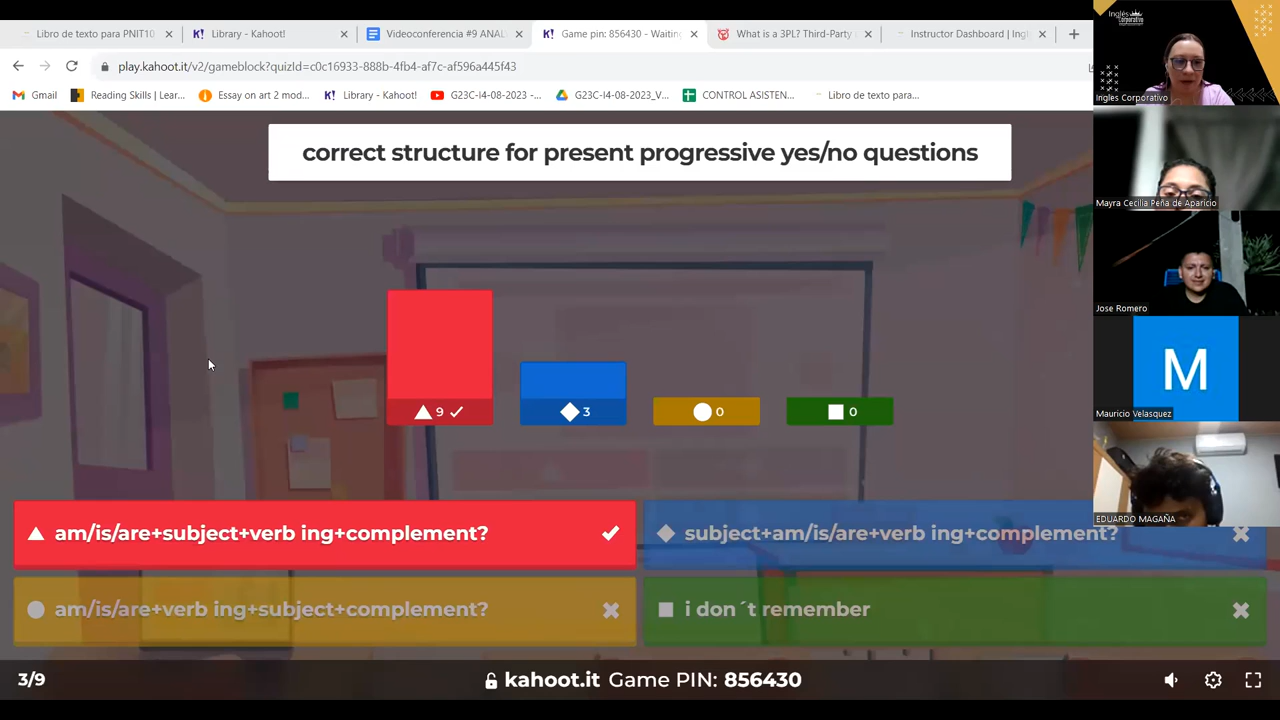 Libro de texto para PNIT10
Library - Kahoot!
Videoconferencia #9 ANAL
Game pin: 856430 - Waitin
What is a 3PL? Third-Party
Instructor Dashboard | Ingl
play.kahoot.it/v2/gameblock?quizId=c0c16933-888b-4fb4-af7c-af596a445f43
Gmail
Reading Skills | Lear...
Essay on art 2 mod...
Library - Kahoot!
G23C-I4-08-2023 -...
G23C-I4-08-2023_V...
CONTROL ASISTEN...
Libro de texto para...
correct structure for present progressive yes/no questions
9
3
0
0
am/is/are+subject+verb ing+complement?
subject+am/is/are+verb ing+complement?
am/is/are+verb ing+subject+complement?
i don´t remember
3/9
kahoot.it Game PIN: 856430
Inglés
Corporativo
Ingles Corporativo
Mayra Cecilia Peña de Aparicio
Jose Romero
M
Mauricio Velasquez
EDUARDO MAGAÑA